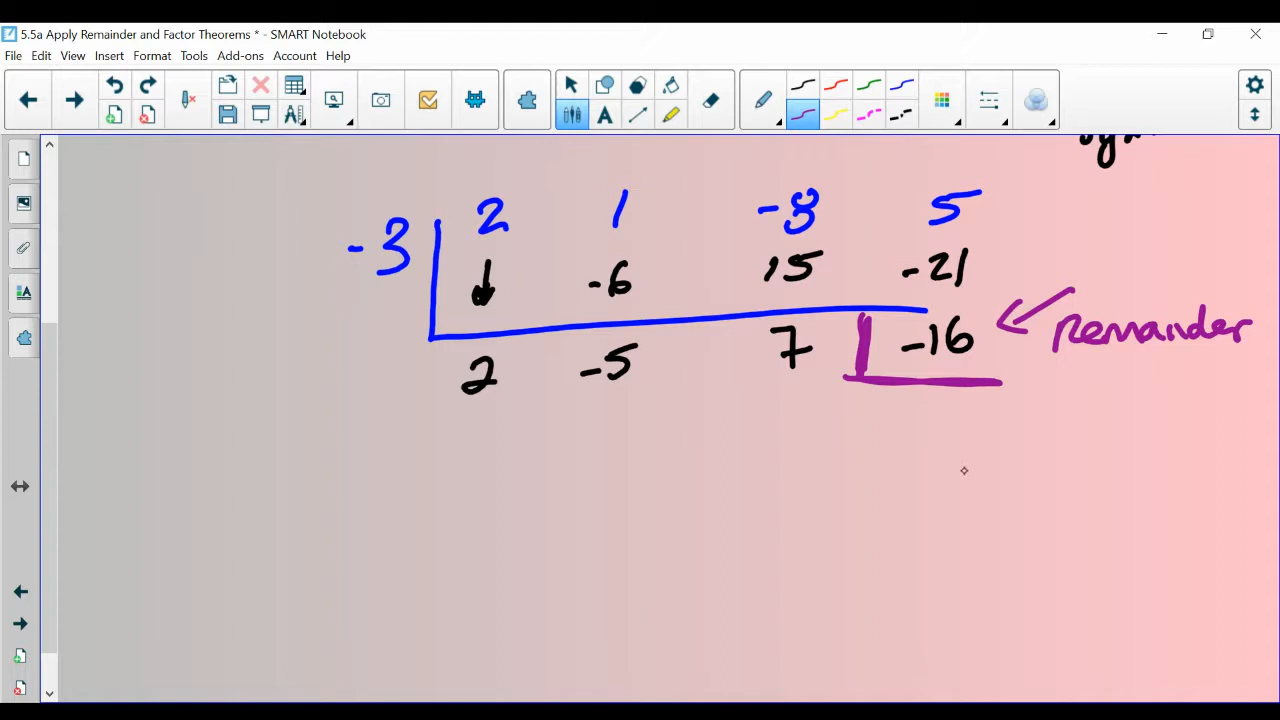 5.5a Apply Remainder and Factor Theorems * - SMART Notebook
File Edit View Insert Format Tools Add-ons Account Help
2 1 -8 5
-3
-6 15 -21
2 -5 7 -16
Remainder